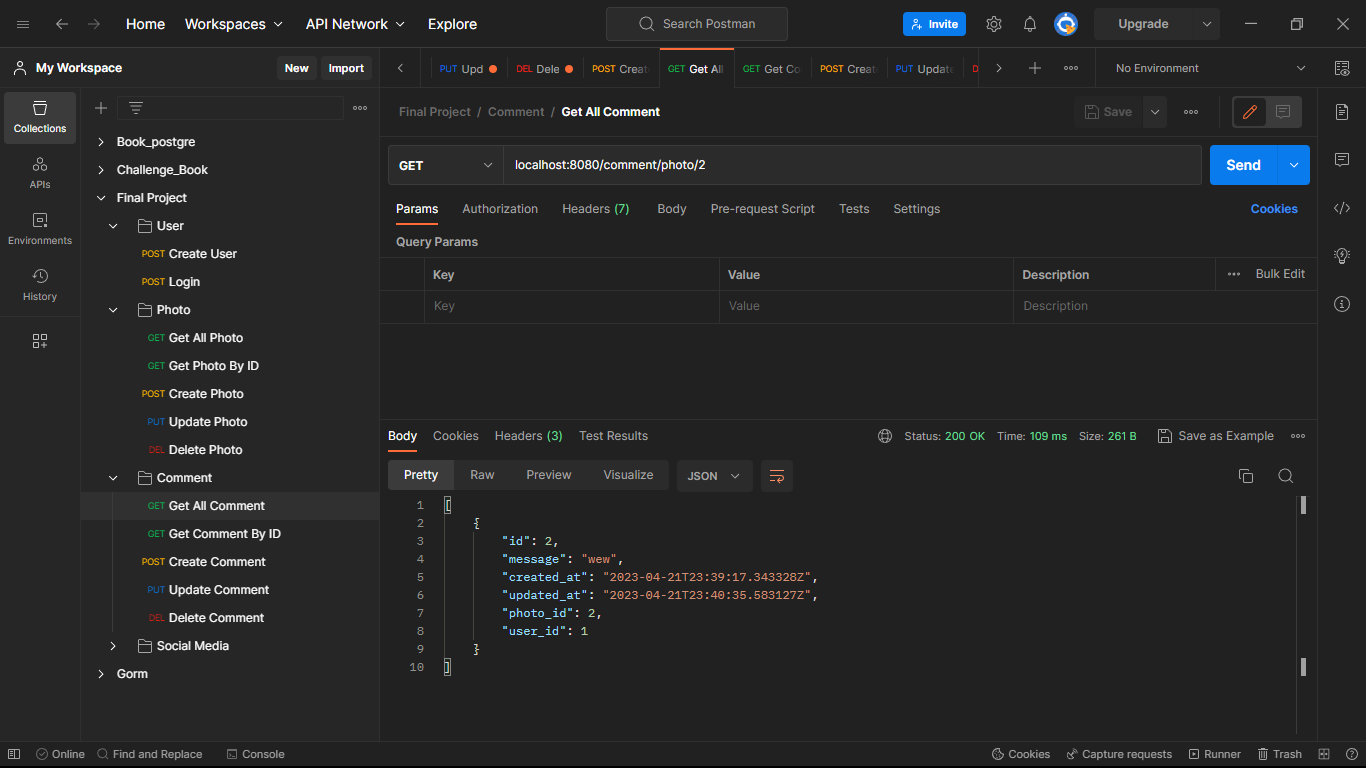 Home Workspaces API Network Explore Search Postman Invite Upgrade
My Workspace New Import PUT Upd DEL Dele POST Creat GET Get All GET Get Co POST Creat PUT Update No Environment
Collections
APIs
Environments
History
Book_postgre
Challenge_Book
Final Project
User
POST Create User
POST Login
Photo
GET Get All Photo
GET Get Photo By ID
POST Create Photo
PUT Update Photo
DEL Delete Photo
Comment
GET Get All Comment
GET Get Comment By ID
POST Create Comment
PUT Update Comment
DEL Delete Comment
Social Media
Gorm
Final Project / Comment / Get All Comment Save
GET localhost:8080/comment/photo/2 Send
Params Authorization Headers (7) Body Pre-request Script Tests Settings Cookies
Query Params
Key Value Description Bulk Edit
Key Value Description
Body Cookies Headers (3) Test Results Status: 200 OK Time: 109 ms Size: 261 B Save as Example
Pretty Raw Preview Visualize JSON
1 [
2 {
3 "id": 2,
4 "message": "wew",
5 "created_at": "2023-04-21T23:39:17.343328Z",
6 "updated_at": "2023-04-21T23:40:35.583127Z",
7 "photo_id": 2,
8 "user_id": 1
9 }
10 ]
Online Find and Replace Console Cookies Capture requests Runner Trash